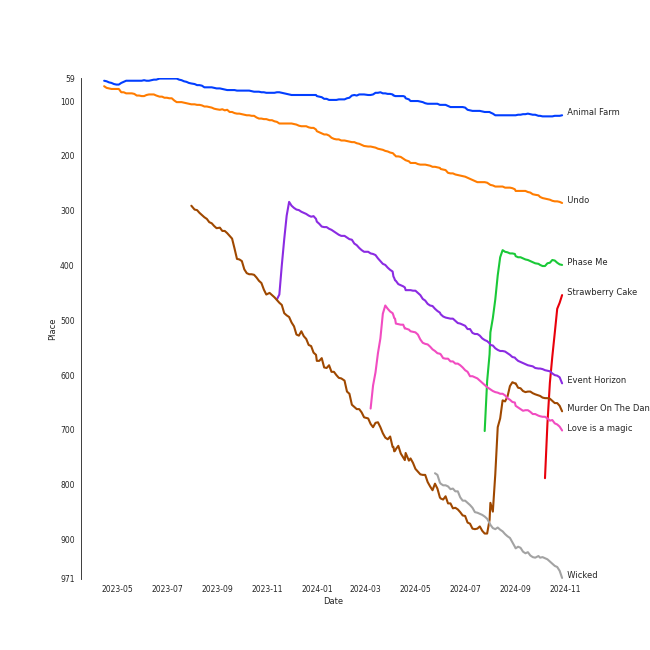 59
100
200
300
400
500
600
700
800
900
971
Place
2023-05
2023-07
2023-09
2023-11
2024-01
2024-03
2024-05
2024-07
2024-09
2024-11
Date
Animal Farm
Undo
Phase Me
Strawberry Cake
Event Horizon
Murder On The Dan
Love is a magic
Wicked